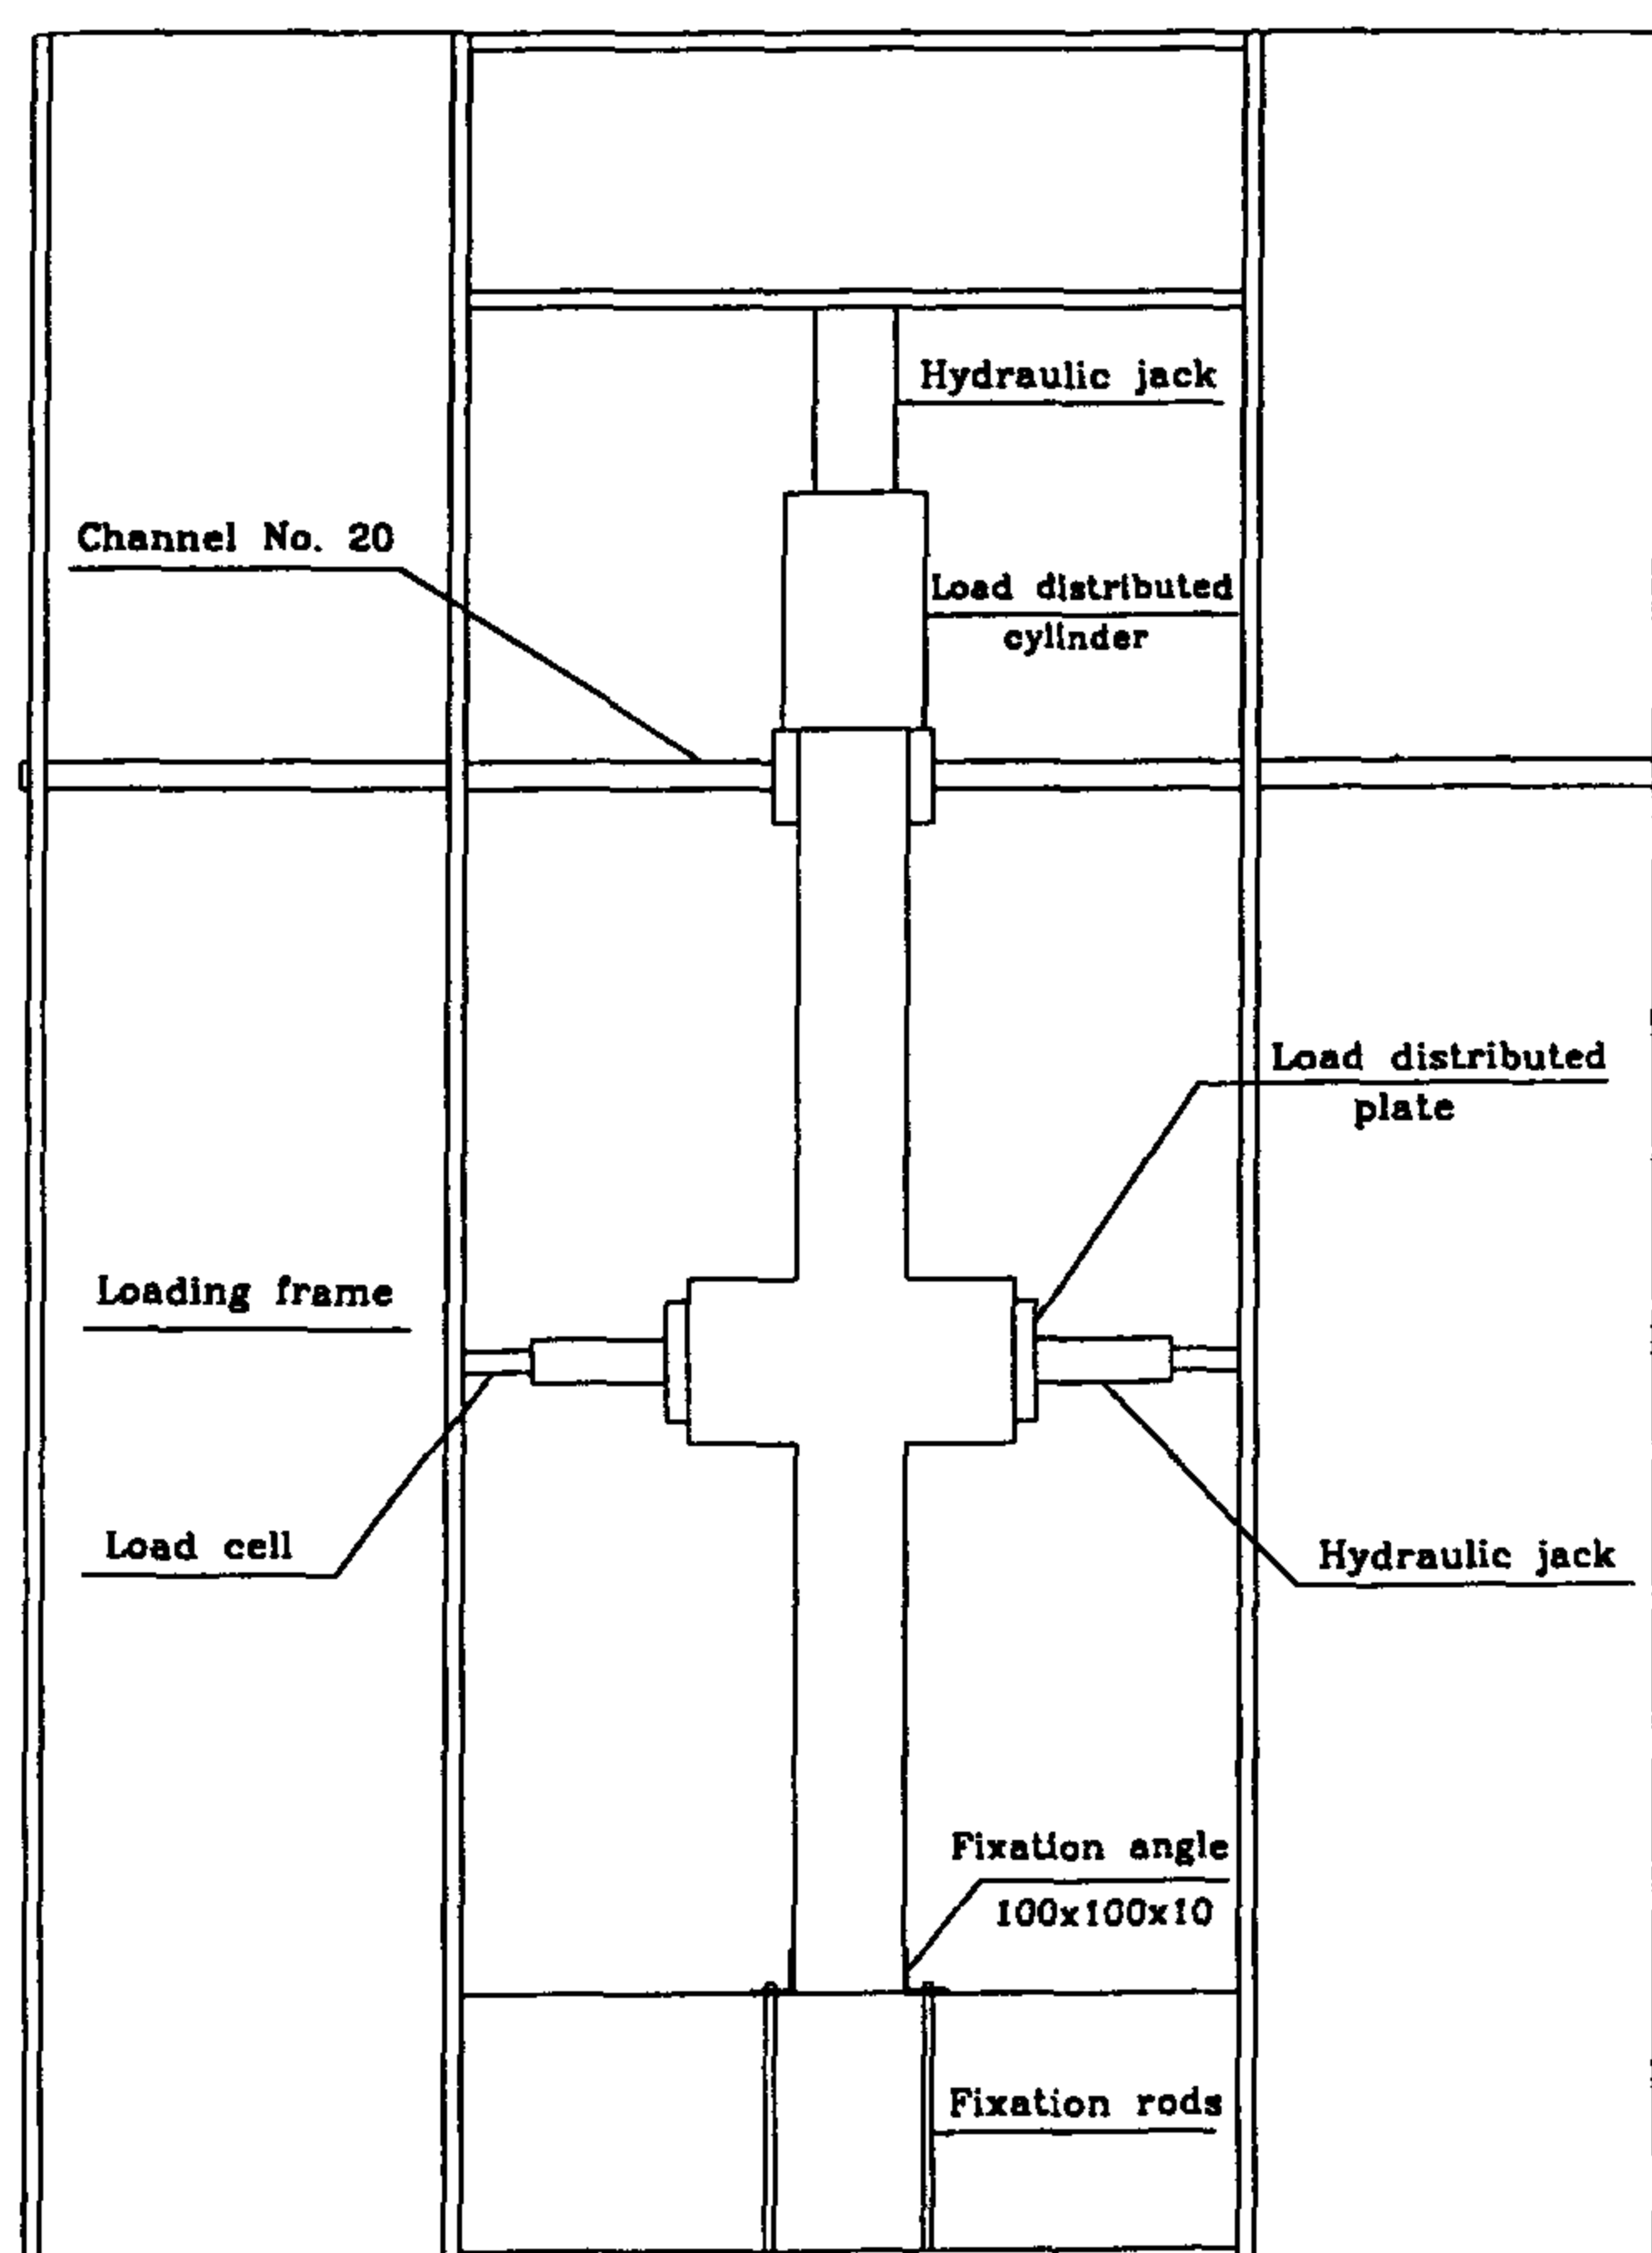 Hydraulic jack
Channel No. 20
Load distributed
cylinder
Load distributed
plate
Loading frame
Load cell
Hydraulic jack
Fixation angle
100x100x10
Fixation rods